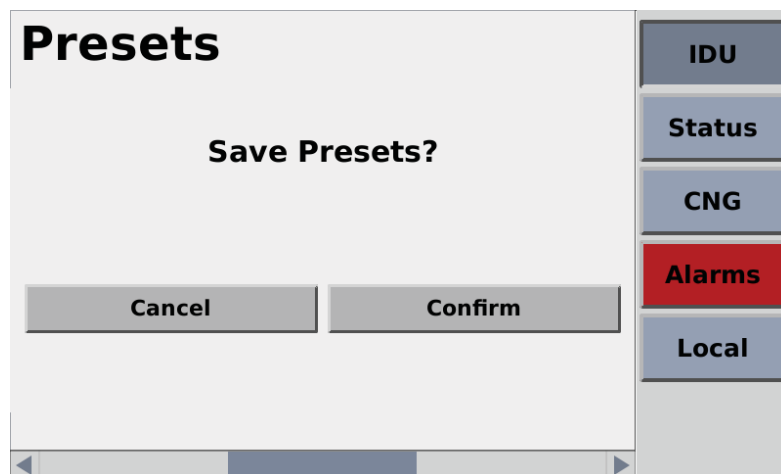 Presets
Save Presets?
Cancel
Confirm
IDU
Status
CNG
Alarms
Local